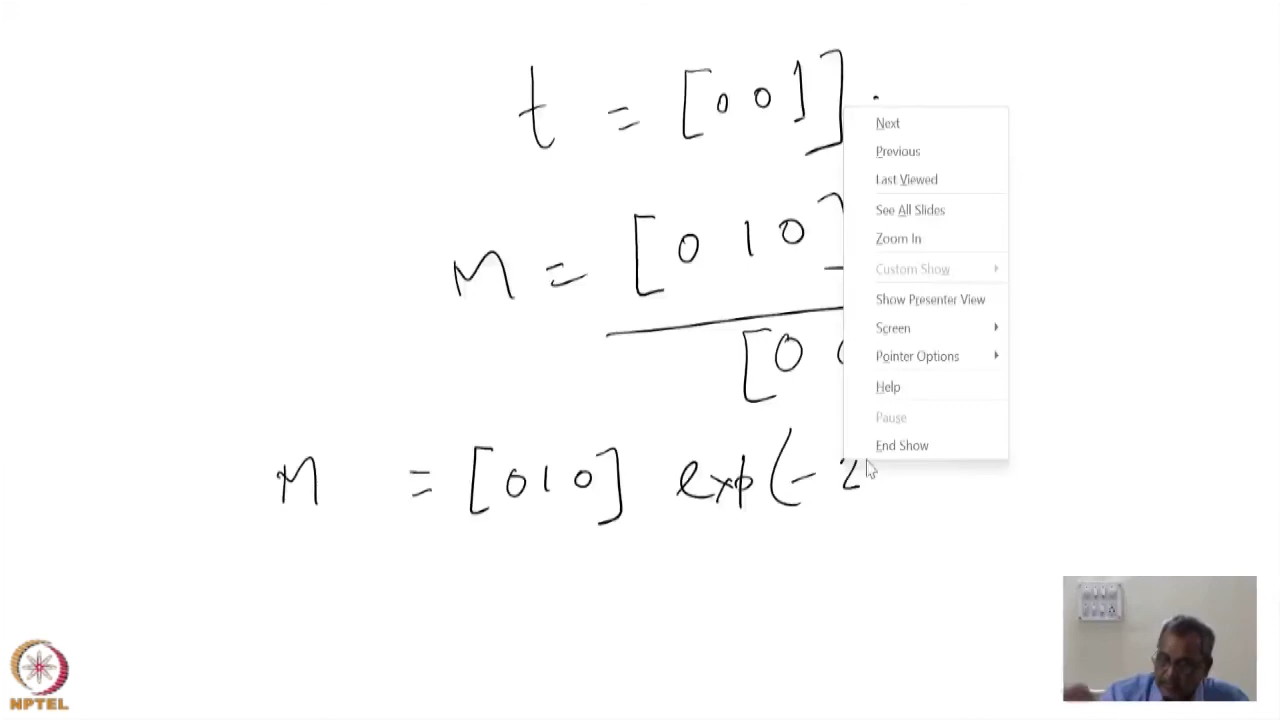 t = [0 0 1].
M = [0 1 0]
[0
M = [0 1 0] exp(- 2
Next
Previous
Last Viewed
See All Slides
Zoom In
Custom Show
Show Presenter View
Screen
Pointer Options
Help
Pause
End Show
NPTEL